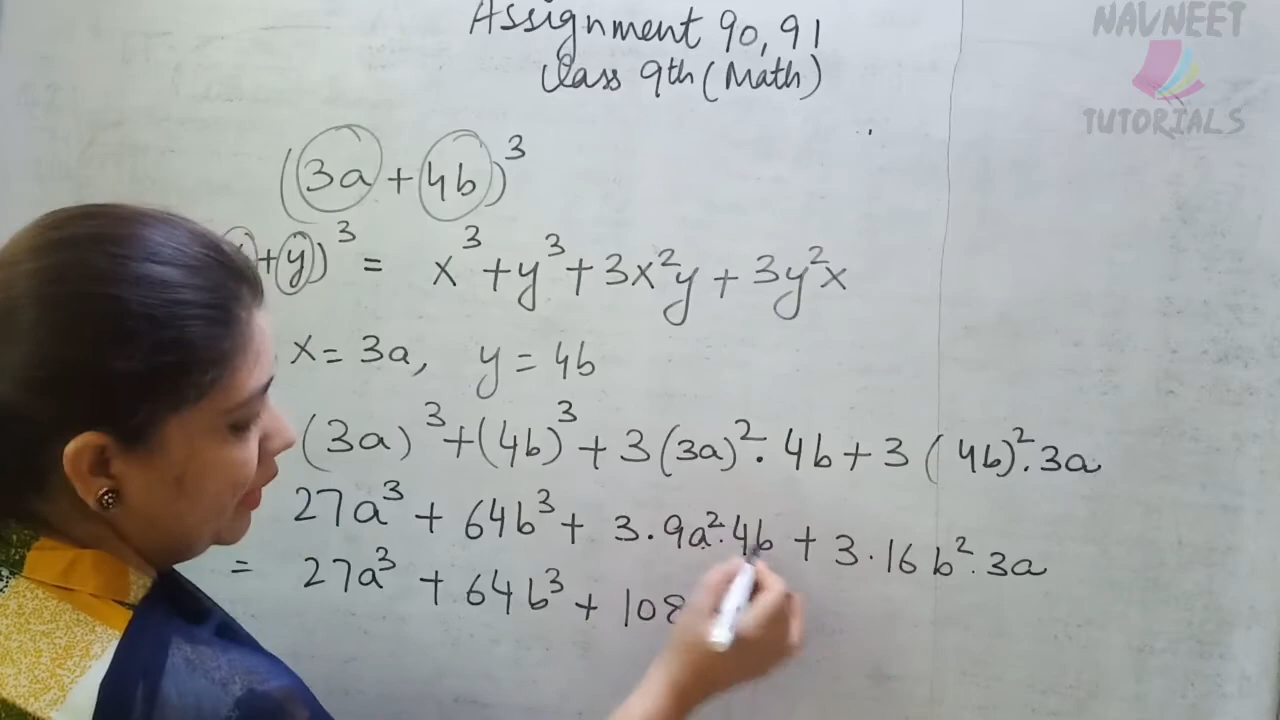 Assignment 90, 91
Class 9th (Math)
NAVNEET
TUTORIALS
(3a + 4b)³
+y)³ = x³ + y³ + 3x²y + 3y²x
x = 3a, y = 4b
(3a)³ + (4b)³ + 3(3a)². 4b + 3(4b)². 3a
27a³ + 64b³ + 3.9a².4b + 3.16b².3a
= 27a³ + 64b³ + 108